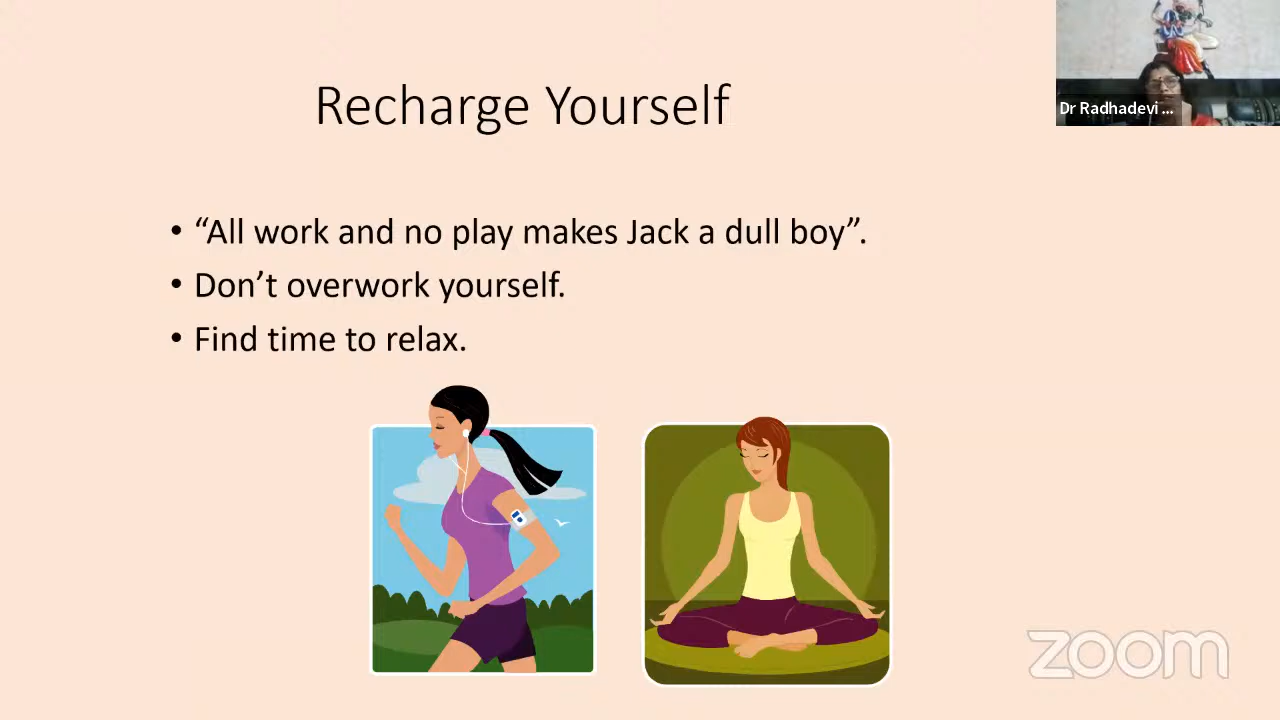 Dr Radhadevi ...
Recharge Yourself
• “All work and no play makes Jack a dull boy”.
• Don’t overwork yourself.
• Find time to relax.
zoom